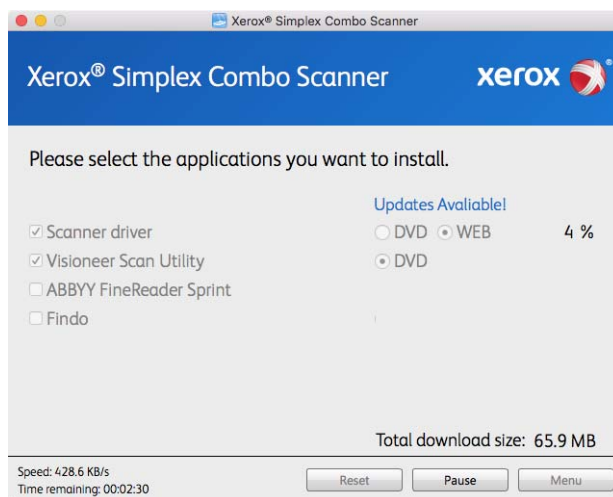 Xerox® Simplex Combo Scanner
Xerox® Simplex Combo Scanner xerox ®
Please select the applications you want to install.
Updates Avaliable!
Scanner driver DVD WEB 4 %
Visioneer Scan Utility DVD
ABBYY FineReader Sprint
Findo
Total download size: 65.9 MB
Speed: 428.6 KB/s
Time remaining: 00:02:30
Reset Pause Menu